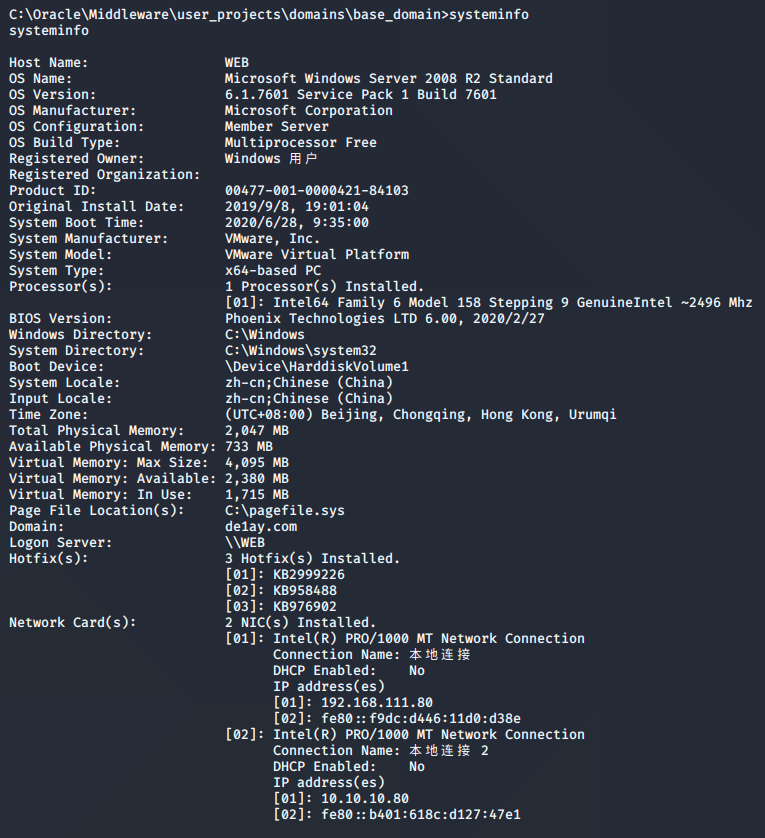 C:\Oracle\Middleware\user_projects\domains\base_domain>systeminfo
systeminfo
Host Name: WEB
OS Name: Microsoft Windows Server 2008 R2 Standard
OS Version: 6.1.7601 Service Pack 1 Build 7601
OS Manufacturer: Microsoft Corporation
OS Configuration: Member Server
OS Build Type: Multiprocessor Free
Registered Owner: Windows 用户
Registered Organization:
Product ID: 00477-001-0000421-84103
Original Install Date: 2019/9/8, 19:01:04
System Boot Time: 2020/6/28, 9:35:00
System Manufacturer: VMware, Inc.
System Model: VMware Virtual Platform
System Type: x64-based PC
Processor(s): 1 Processor(s) Installed.
[01]: Intel64 Family 6 Model 158 Stepping 9 GenuineIntel ~2496 Mhz
BIOS Version: Phoenix Technologies LTD 6.00, 2020/2/27
Windows Directory: C:\Windows
System Directory: C:\Windows\system32
Boot Device: \Device\HarddiskVolume1
System Locale: zh-cn;Chinese (China)
Input Locale: zh-cn;Chinese (China)
Time Zone: (UTC+08:00) Beijing, Chongqing, Hong Kong, Urumqi
Total Physical Memory: 2,047 MB
Available Physical Memory: 733 MB
Virtual Memory: Max Size: 4,095 MB
Virtual Memory: Available: 2,380 MB
Virtual Memory: In Use: 1,715 MB
Page File Location(s): C:\pagefile.sys
Domain: de1ay.com
Logon Server: \\WEB
Hotfix(s): 3 Hotfix(s) Installed.
[01]: KB2999226
[02]: KB958488
[03]: KB976902
Network Card(s): 2 NIC(s) Installed.
[01]: Intel(R) PRO/1000 MT Network Connection
Connection Name: 本地连接
DHCP Enabled: No
IP address(es)
[01]: 192.168.111.80
[02]: fe80::f9dc:d446:11d0:d38e
[02]: Intel(R) PRO/1000 MT Network Connection
Connection Name: 本地连接 2
DHCP Enabled: No
IP address(es)
[01]: 10.10.10.80
[02]: fe80::b401:618c:d127:47e1